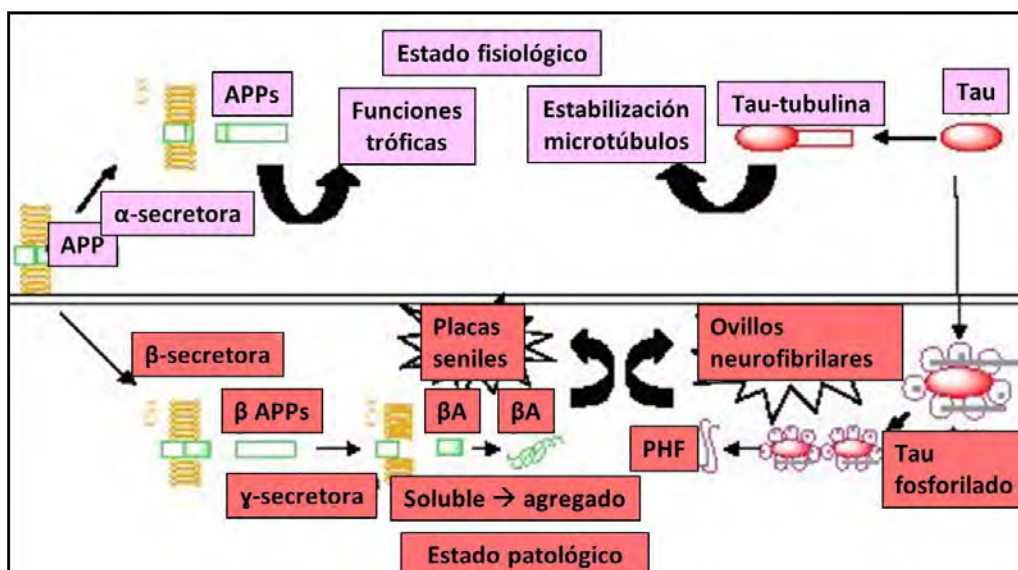 Estado fisiológico
APPs
Funciones
tróficas
Estabilización
microtúbulos
Tau-tubulina
Tau
α-secretora
APP
β-secretora
Placas
seniles
Ovillos
neurofibrilares
β APPs
βA
βA
PHF
Tau
fosforilado
ɣ-secretora
Soluble → agregado
Estado patológico